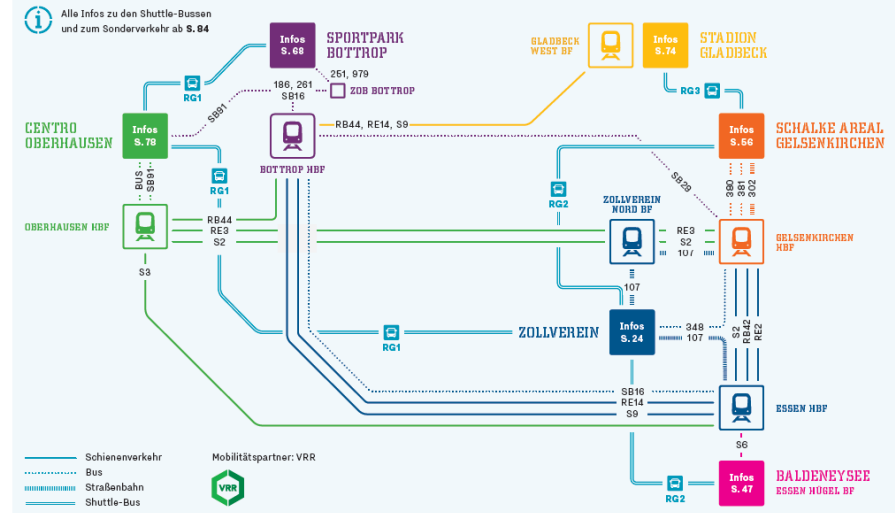 Alle Infos zu den Shuttle-Bussen
und zum Sonderverkehr ab S. 84
Infos
S. 68
SPORTPARK
BOTTROP
GLADBECK
WEST BF
Infos
S. 74
STADION
GLADBECK
251, 979
ZOB BOTTROP
186, 261
SB16
RG1
SB91
RG3
CENTRO
OBERHAUSEN
Infos
S. 78
RB44, RE14, S9
BOTTROP HBF
Infos
S. 56
SCHALKE AREAL
GELSENKIRCHEN
BUS
SB91
RG1
RG2
SB29
380
381
302
ZOLLVEREIN
NORD BF
OBERHAUSEN HBF
RB44
RE3
S2
RE3
S2
107
GELSENKIRCHEN
HBF
S3
107
RG1
ZOLLVEREIN
Infos
S. 24
348
107
S2
RB42
RE2
SB16
RE14
S9
ESSEN HBF
S6
Schienenverkehr
Bus
Straßenbahn
Shuttle-Bus
Mobilitätspartner: VRR
VRR
RG2
Infos
S. 47
BALDENEYSEE
ESSEN HÜGEL BF